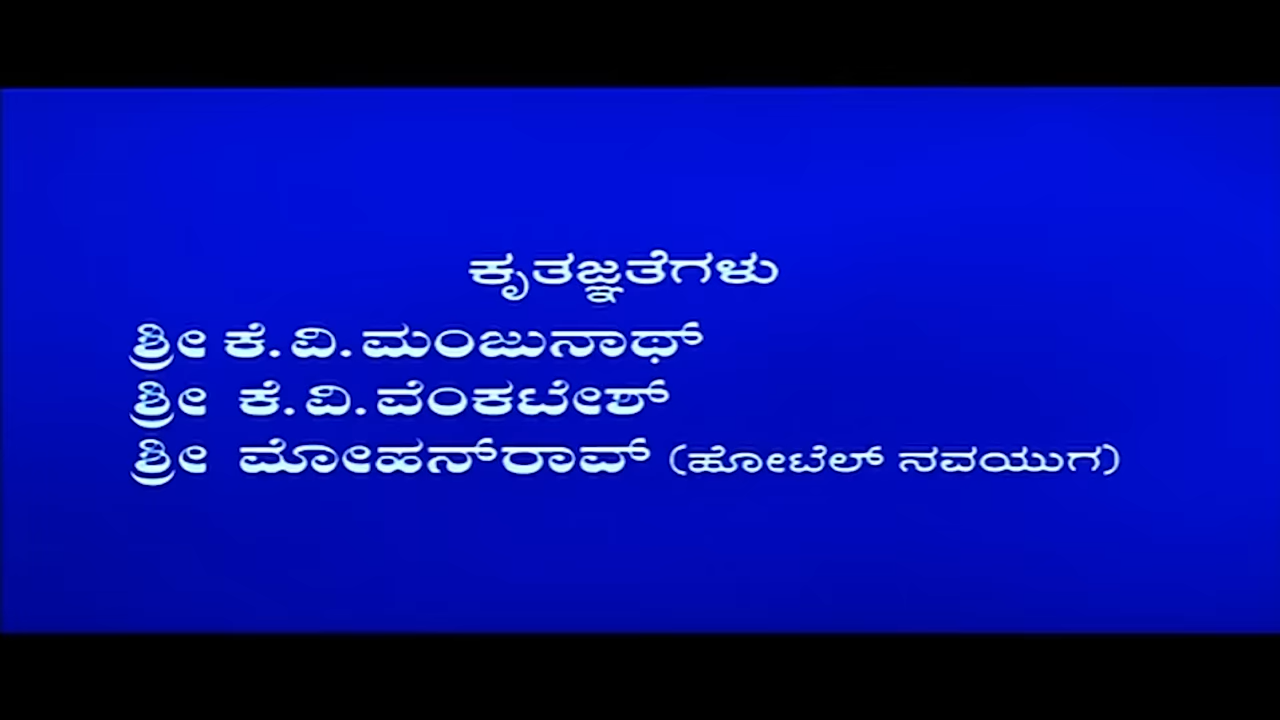 ಕೃತಜ್ಞತೆಗಳು
ಶ್ರೀ ಕೆ.ವಿ.ಮಂಜುನಾಥ್
ಶ್ರೀ ಕೆ.ವಿ.ವೆಂಕಟೇಶ್
ಶ್ರೀ ಮೋಹನ್‌ರಾವ್ (ಹೋಟೆಲ್ ನವಯುಗ)